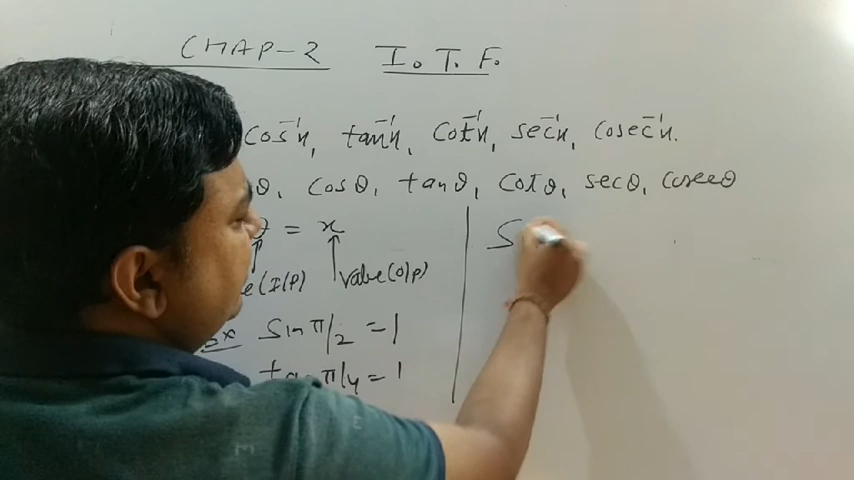 CHAP-2 I.T.F.
cos⁻¹x, tan⁻¹x, cot⁻¹x, sec⁻¹x, cosec⁻¹x.
θ, cosθ, tanθ, cotθ, secθ, cosecθ
θ = x
(I/P) Value(O/P)
S
ex sin π/2 = 1
tan π/4 = 1